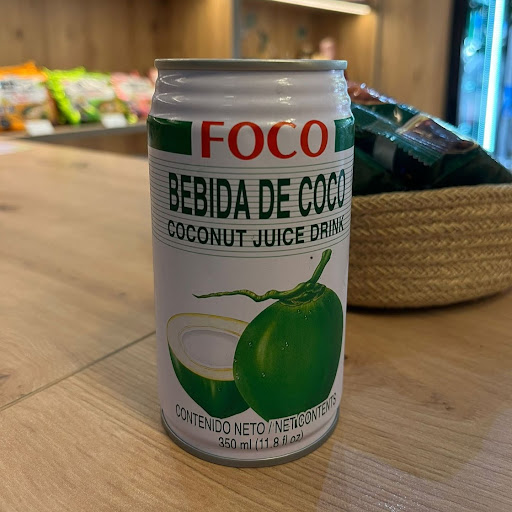 FOCO
BEBIDA DE COCO
COCONUT JUICE DRINK
CONTENIDO NETO / NET CONTENTS
350 ml (11.8 fl oz)